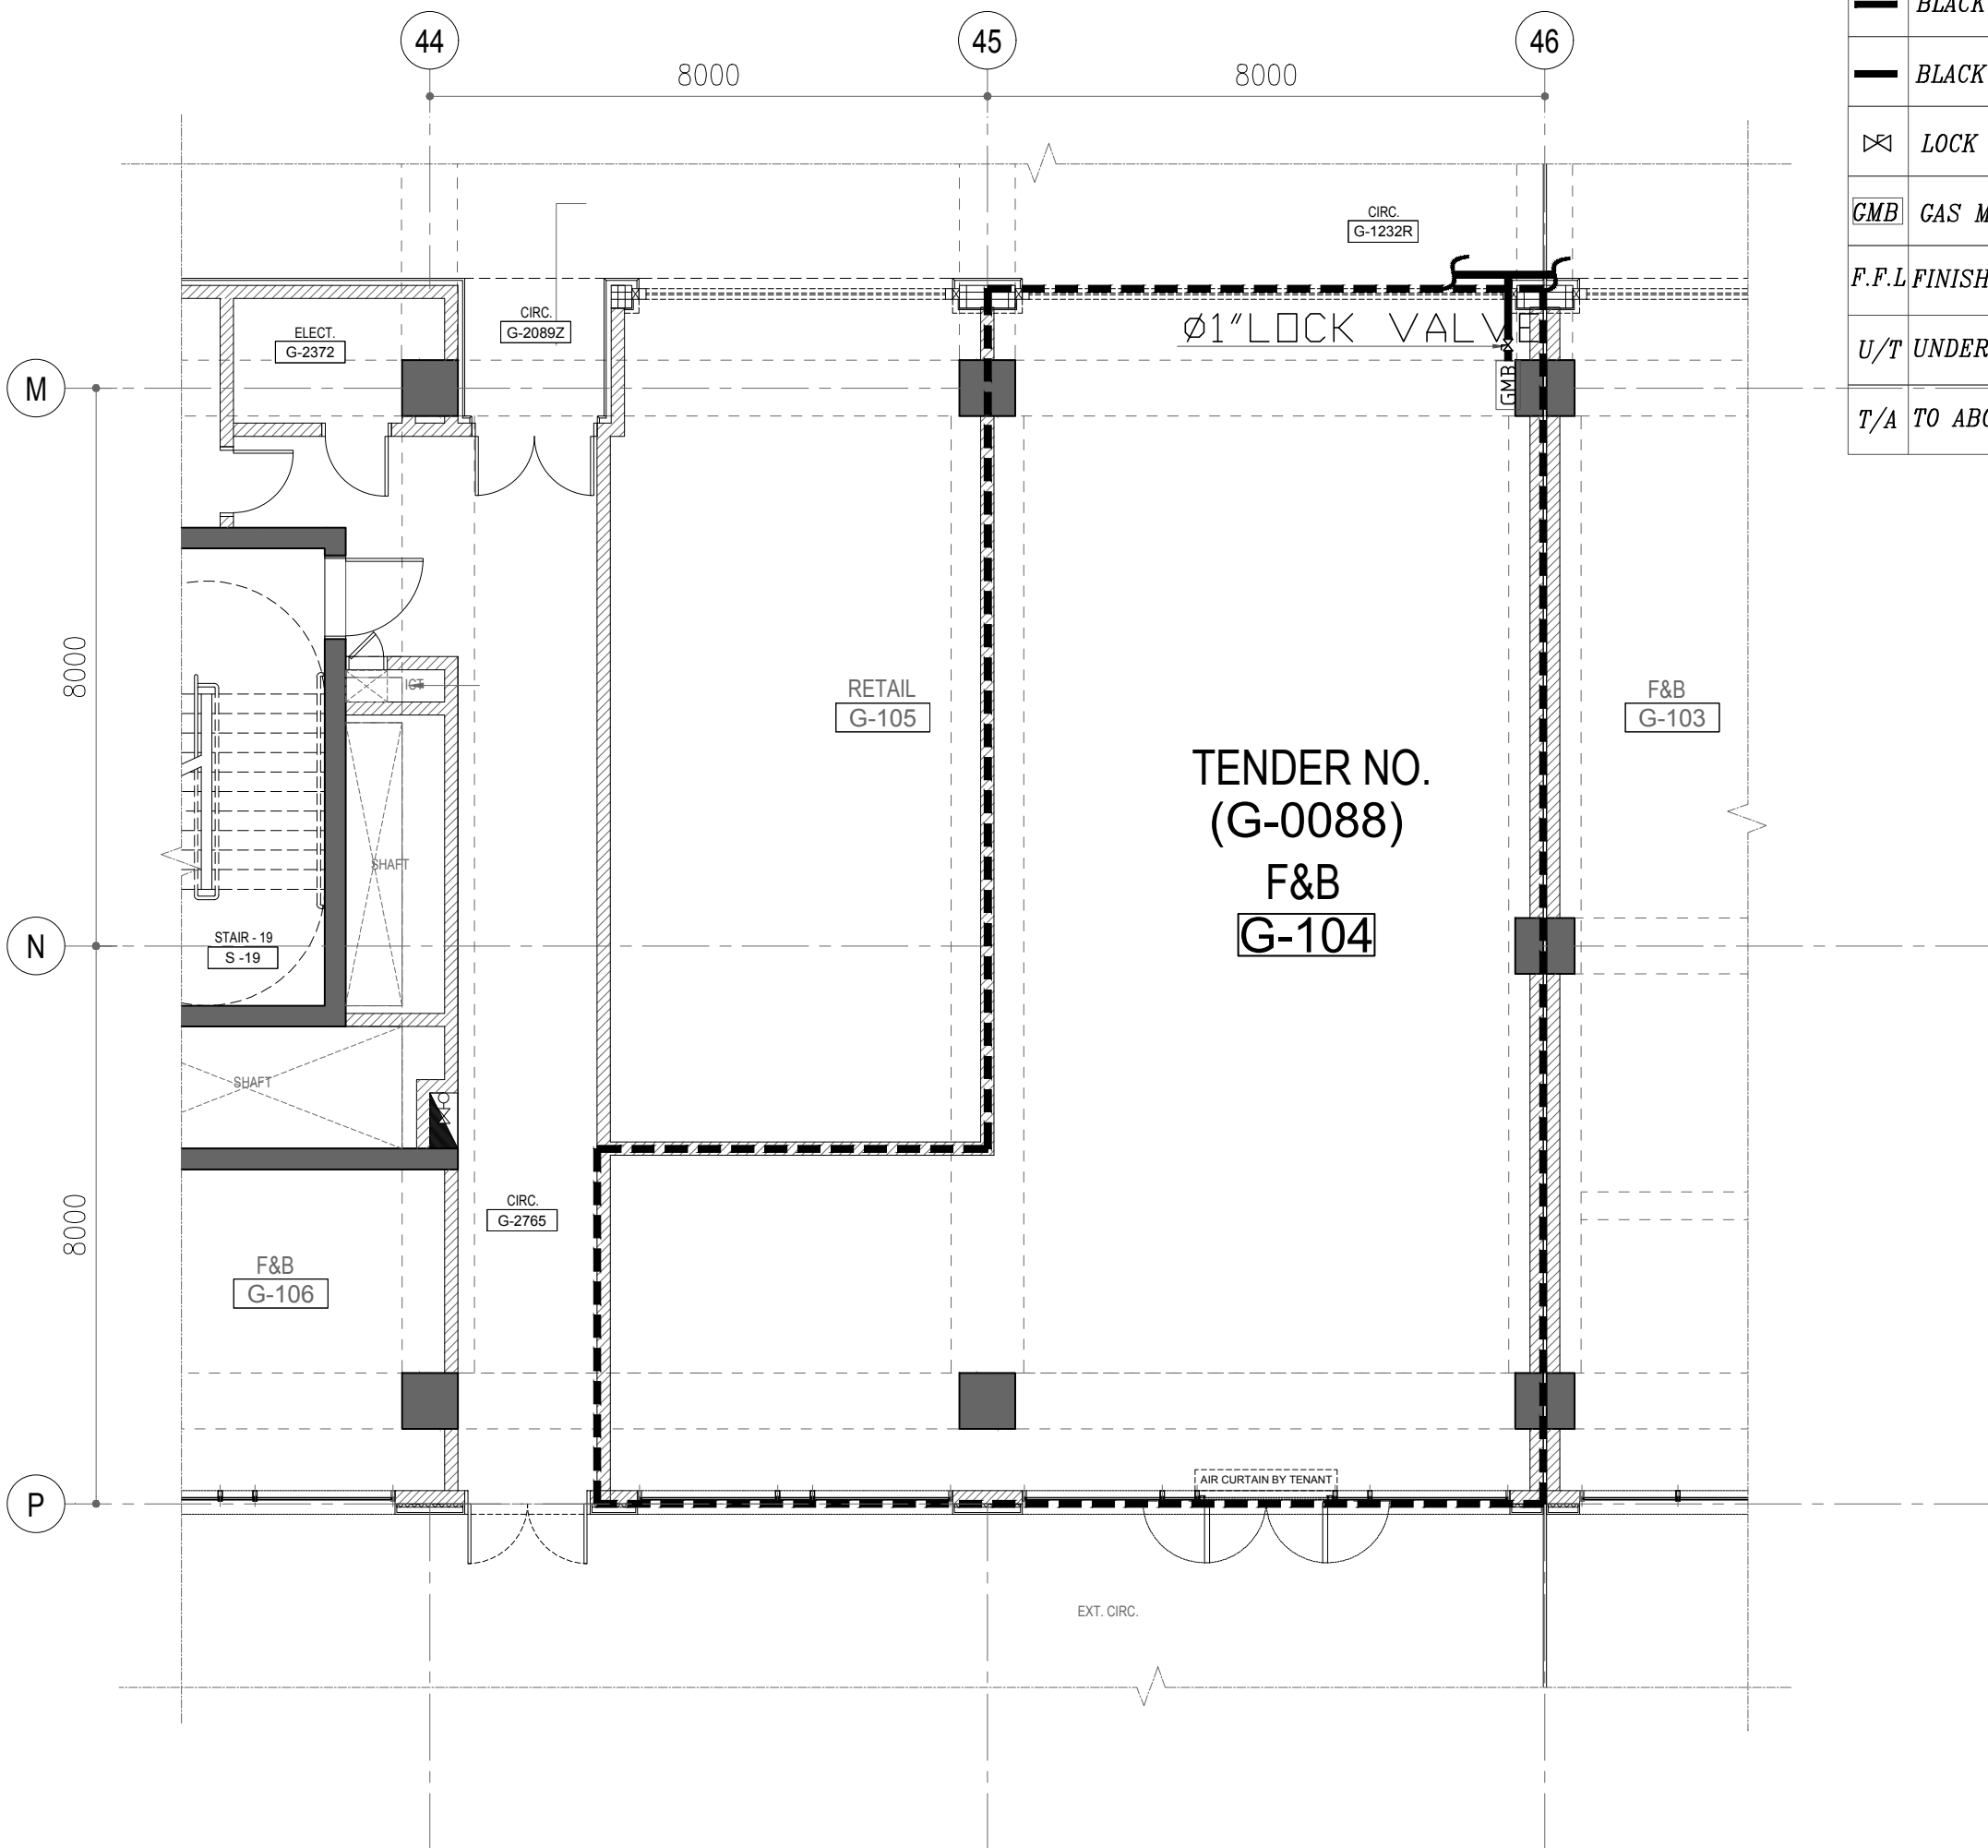 44
45
46
8000
8000
BLACK
BLACK
LOCK
GMB GAS M
F.F.L FINISH
U/T UNDER
T/A TO ABO
CIRC.
G-1232R
CIRC.
G-2089Z
ELECT.
G-2372
Ø1"LOCK VALVE
GMB
M
8000
ICT
RETAIL
G-105
F&B
G-103
TENDER NO.
(G-0088)
F&B
G-104
SHAFT
STAIR - 19
S -19
N
SHAFT
8000
CIRC.
G-2765
F&B
G-106
AIR CURTAIN BY TENANT
P
EXT. CIRC.